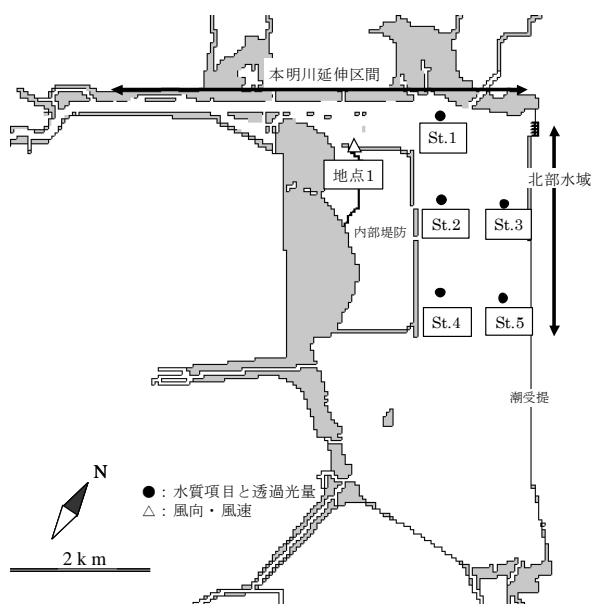 本明川延伸区間
St.1
地点1
北部水域
St.2
St.3
内部堤防
St.4
St.5
潮受提
N
●：水質項目と透過光量
△：風向・風速
2 k m